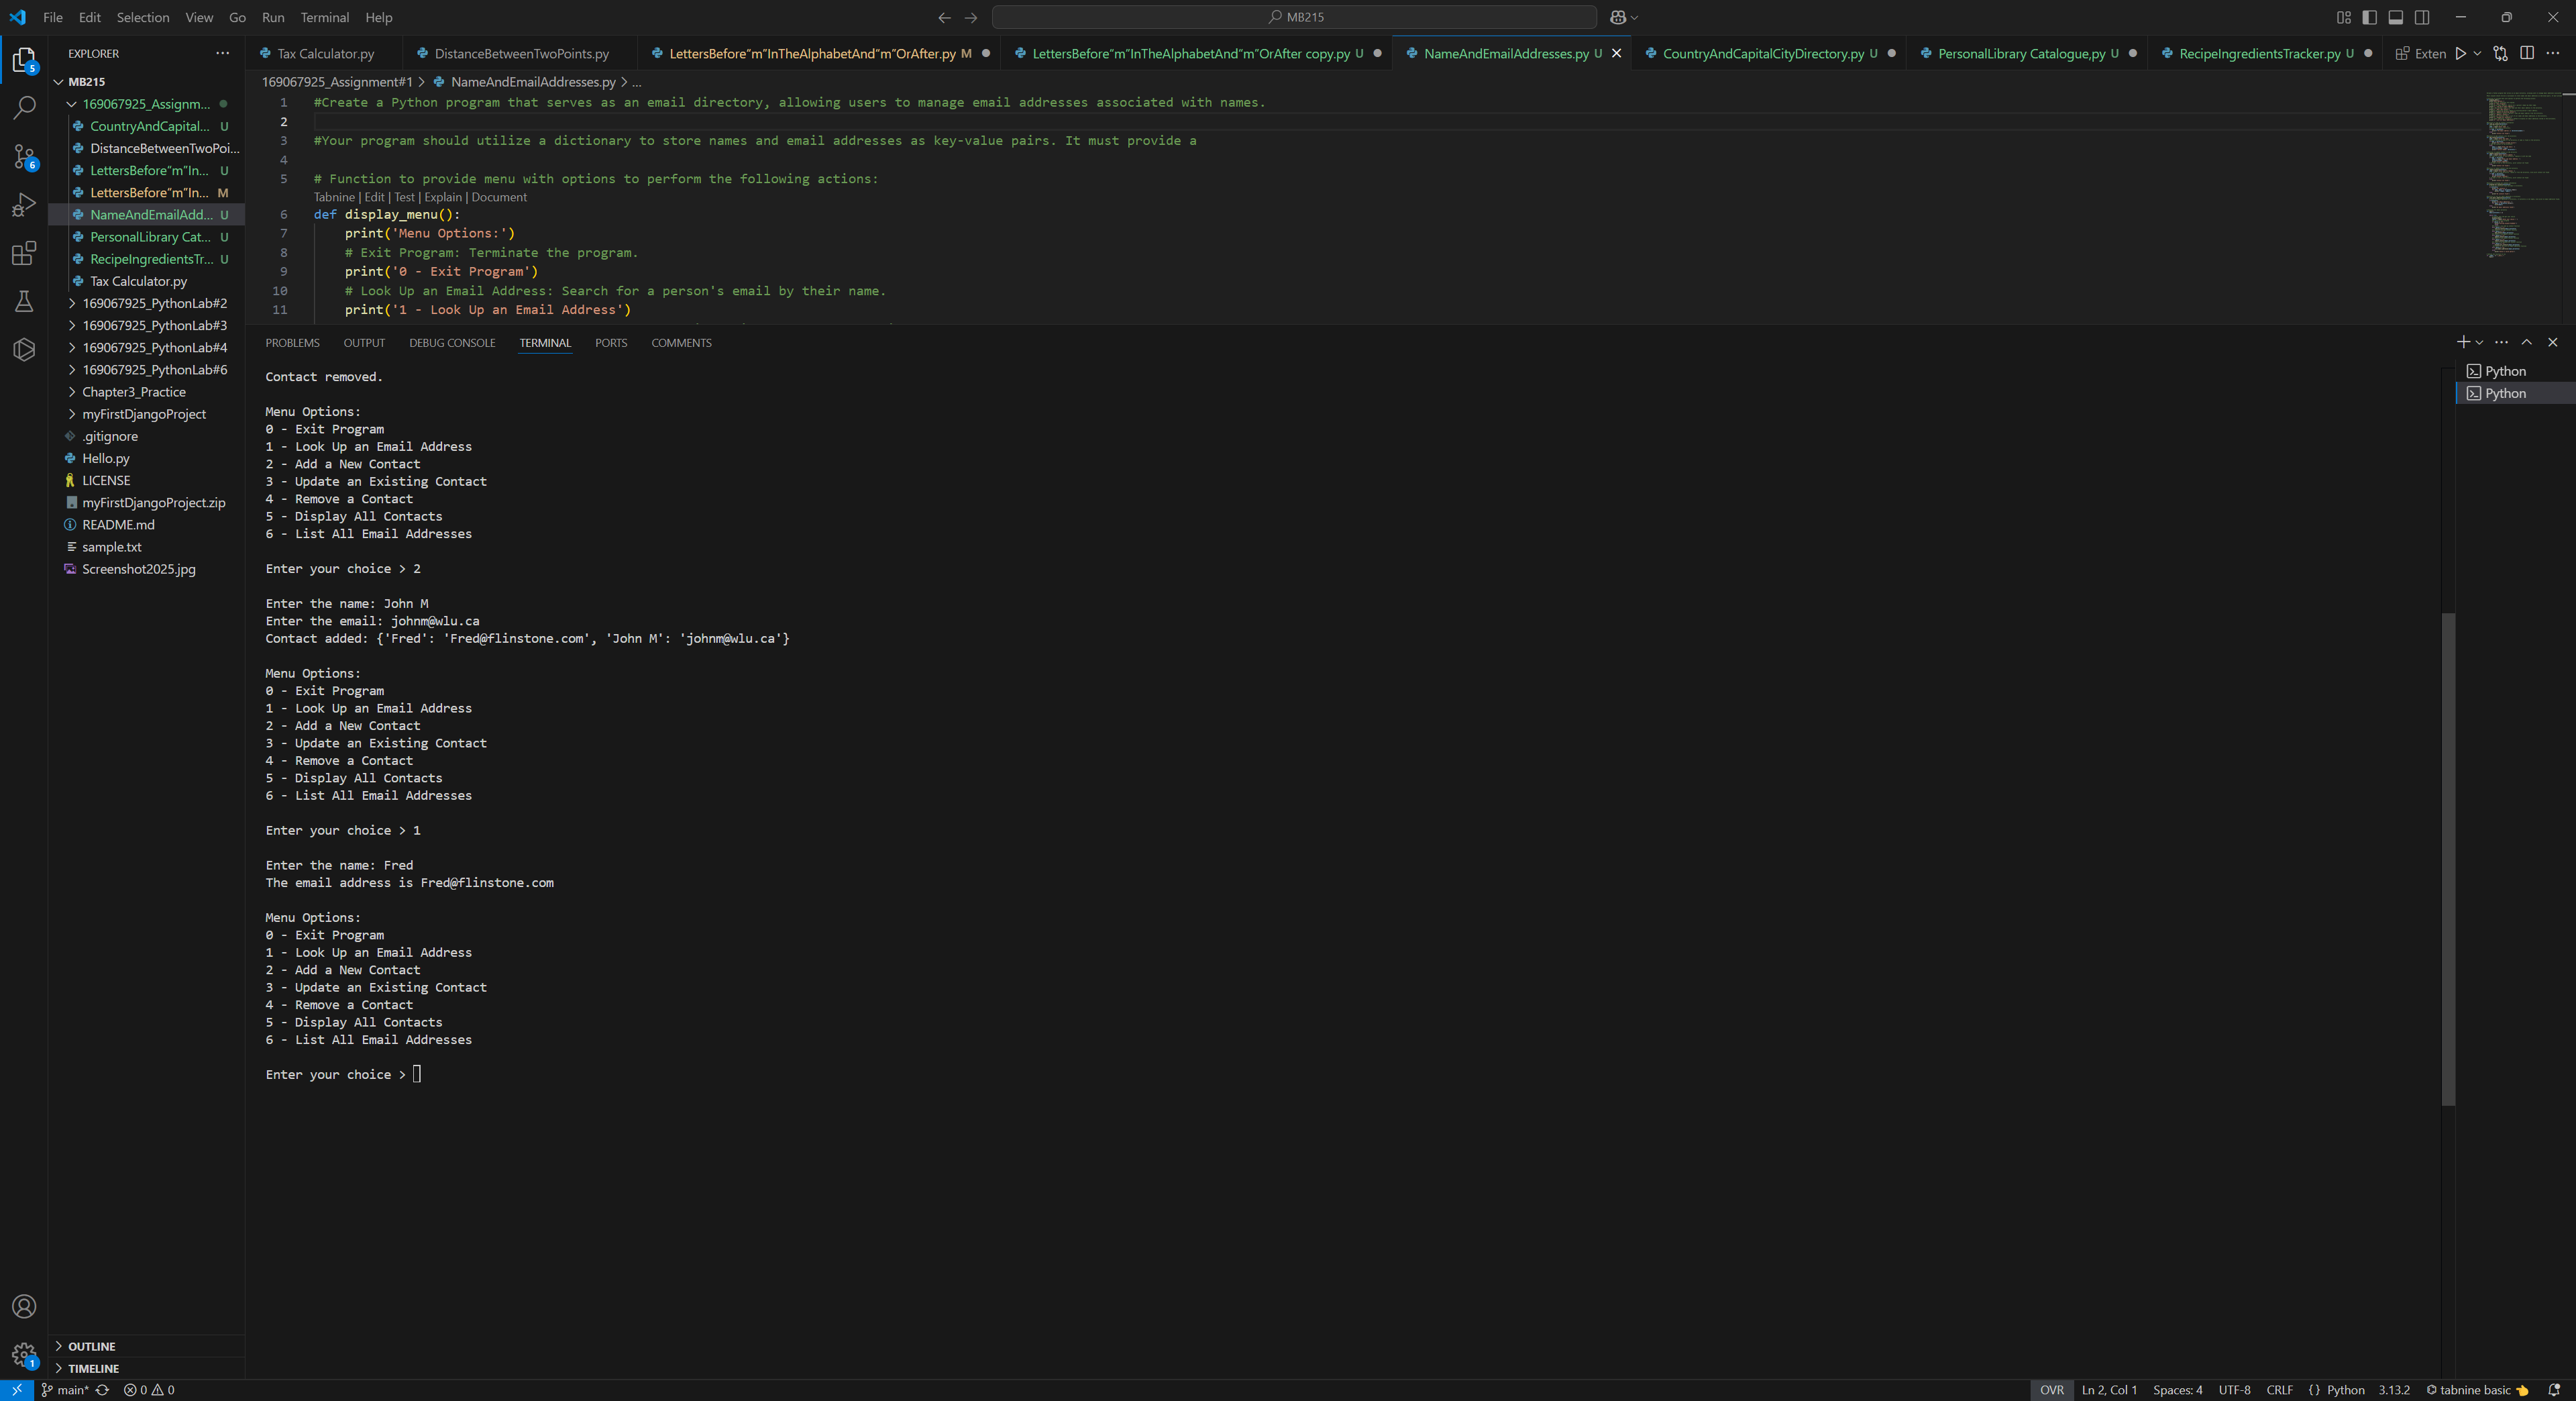 File Edit Selection View Go Run Terminal Help
MB215
EXPLORER
Tax Calculator.py
DistanceBetweenTwoPoints.py
LettersBefore"m"InTheAlphabetAnd"m"OrAfter.py M
LettersBefore"m"InTheAlphabetAnd"m"OrAfter copy.py U
NameAndEmailAddresses.py U
CountryAndCapitalCityDirectory.py U
PersonalLibrary Catalogue,py U
RecipeIngredientsTracker.py U
Exten
MB215
169067925_Assignm...
CountryAndCapital... U
DistanceBetweenTwoPoi...
LettersBefore"m"In... U
LettersBefore"m"In... M
NameAndEmailAdd... U
PersonalLibrary Cat... U
RecipeIngredientsTr... U
Tax Calculator.py
169067925_PythonLab#2
169067925_PythonLab#3
169067925_PythonLab#4
169067925_PythonLab#6
Chapter3_Practice
myFirstDjangoProject
.gitignore
Hello.py
LICENSE
myFirstDjangoProject.zip
README.md
sample.txt
Screenshot2025.jpg
OUTLINE
TIMELINE
5
6
1
169067925_Assignment#1 > NameAndEmailAddresses.py > ...
1 #Create a Python program that serves as an email directory, allowing users to manage email addresses associated with names.
2
3 #Your program should utilize a dictionary to store names and email addresses as key-value pairs. It must provide a
4
5 # Function to provide menu with options to perform the following actions:
Tabnine | Edit | Test | Explain | Document
6 def display_menu():
7 print('Menu Options:')
8 # Exit Program: Terminate the program.
9 print('0 - Exit Program')
10 # Look Up an Email Address: Search for a person's email by their name.
11 print('1 - Look Up an Email Address')
PROBLEMS OUTPUT DEBUG CONSOLE TERMINAL PORTS COMMENTS
Python
Python
Contact removed.
Menu Options:
0 - Exit Program
1 - Look Up an Email Address
2 - Add a New Contact
3 - Update an Existing Contact
4 - Remove a Contact
5 - Display All Contacts
6 - List All Email Addresses
Enter your choice > 2
Enter the name: John M
Enter the email: johnm@wlu.ca
Contact added: {'Fred': 'Fred@flinstone.com', 'John M': 'johnm@wlu.ca'}
Menu Options:
0 - Exit Program
1 - Look Up an Email Address
2 - Add a New Contact
3 - Update an Existing Contact
4 - Remove a Contact
5 - Display All Contacts
6 - List All Email Addresses
Enter your choice > 1
Enter the name: Fred
The email address is Fred@flinstone.com
Menu Options:
0 - Exit Program
1 - Look Up an Email Address
2 - Add a New Contact
3 - Update an Existing Contact
4 - Remove a Contact
5 - Display All Contacts
6 - List All Email Addresses
Enter your choice >
main* 0 0
OVR Ln 2, Col 1 Spaces: 4 UTF-8 CRLF {} Python 3.13.2 tabnine basic